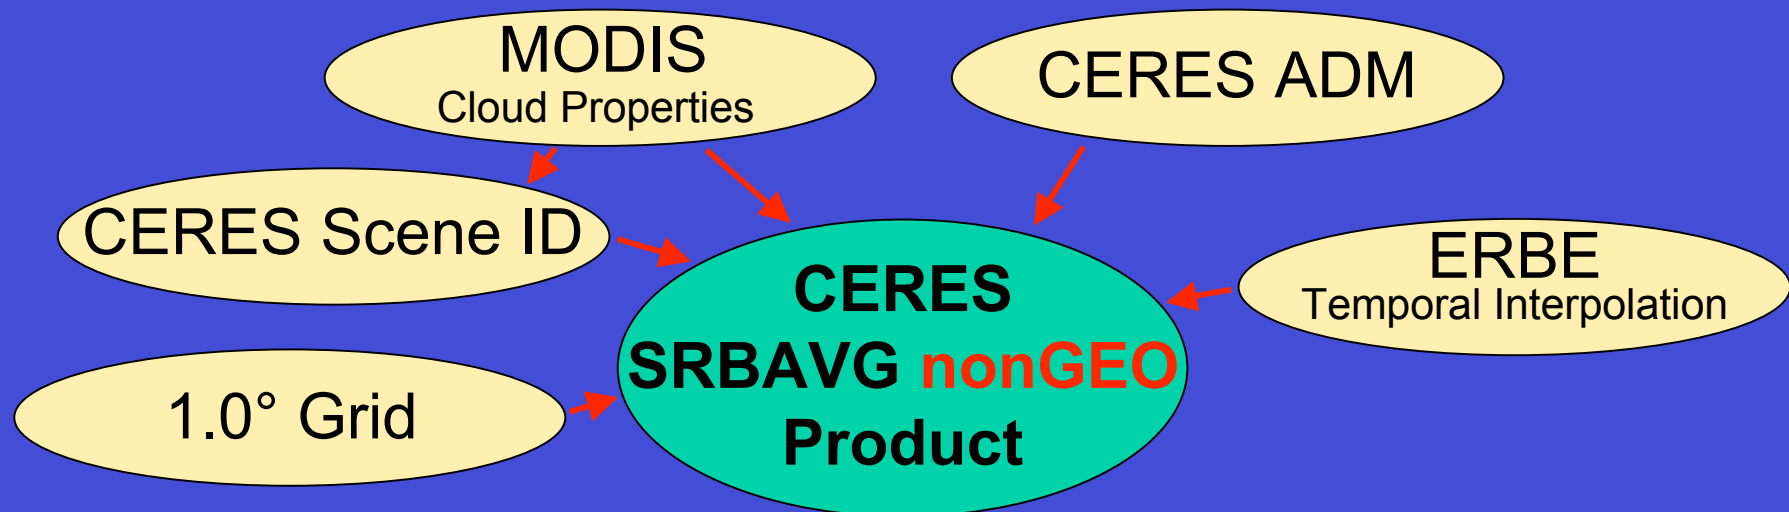 MODIS
Cloud Properties
CERES ADM
CERES Scene ID
ERBE
Temporal Interpolation
CERES
SRBAVG nonGEO
Product
1.0° Grid